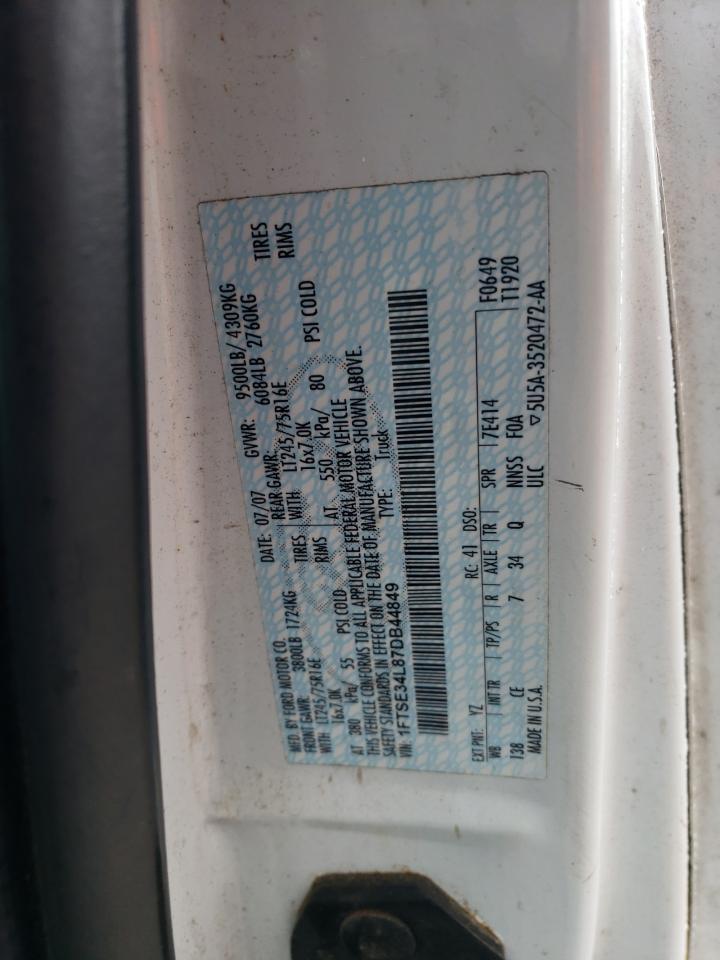 MFD. BY FORD MOTOR CO. DATE: 07/07 GVWR: 9500LB/ 4309KG
FRONT GAWR: 3800LB 1724KG REAR GAWR: 6084LB 2760KG
WITH LT245/75R16E TIRES WITH LT245/75R16E TIRES
16x7.0K RIMS 16x7.0K RIMS
AT 380 kPa/ 55 PSI COLD AT 550 kPa/ 80 PSI COLD
THIS VEHICLE CONFORMS TO ALL APPLICABLE FEDERAL MOTOR VEHICLE
SAFETY STANDARDS IN EFFECT ON THE DATE OF MANUFACTURE SHOWN ABOVE.
VIN: 1FTSE34L87DB44849 TYPE: Truck
EXT PNT: YZ RC: 41 DSO: F0649
WB INT TR TP/PS R AXLE TR SPR 7E414 T1920
138 CE 7 34 Q NNSS FOA
MADE IN U.S.A. ULC ▽5U5A-3520472-AA